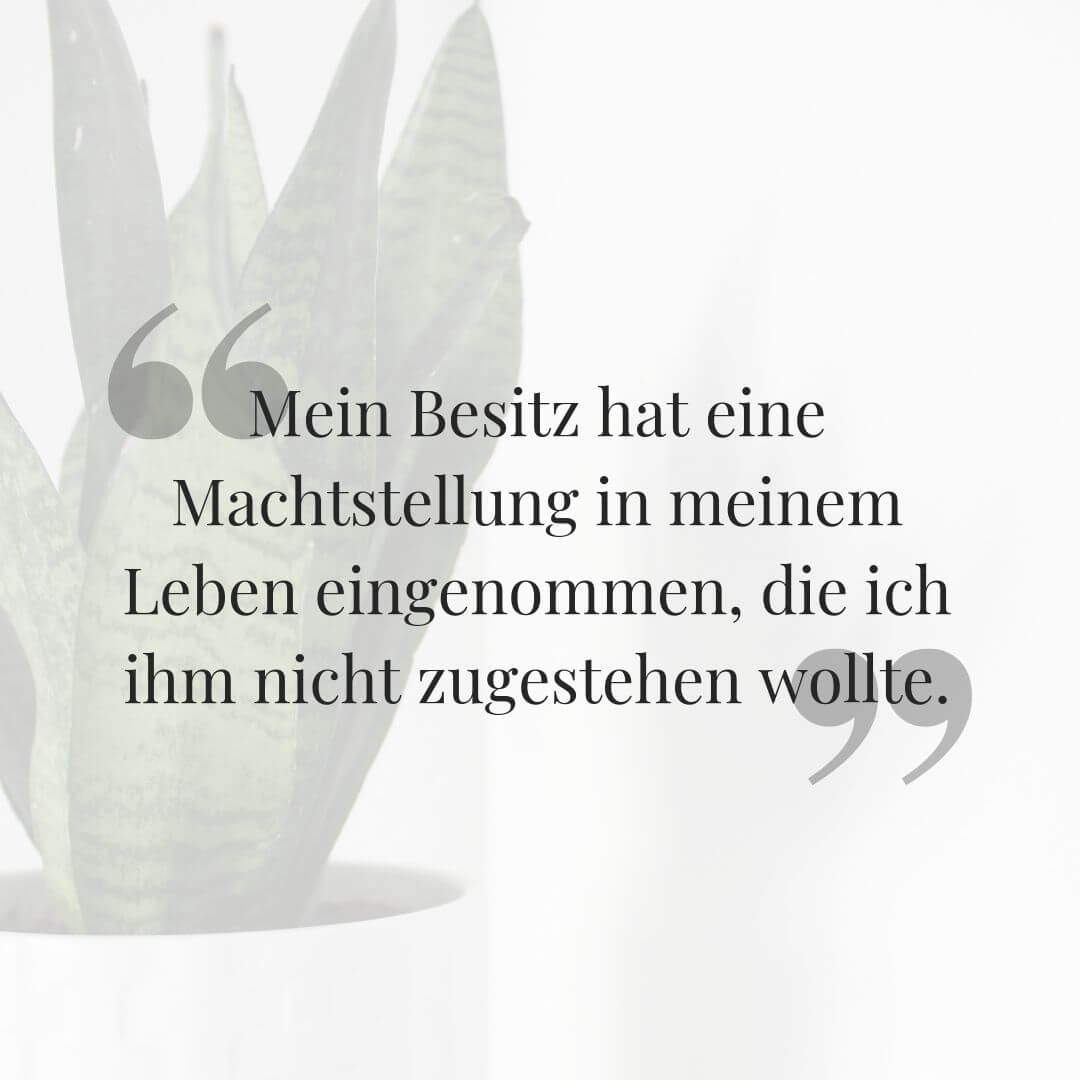 “Mein Besitz hat eine
Machtstellung in meinem
Leben eingenommen, die ich
ihm nicht zugestehen wollte.”